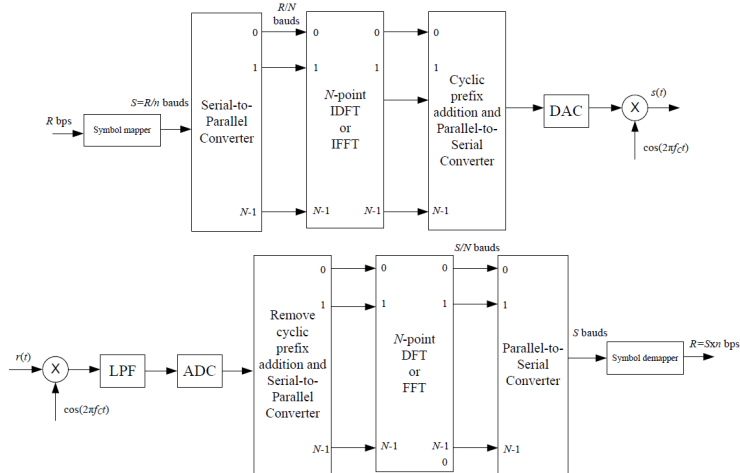 R/N
bauds
0
0
0
0
1
1
1
1
S=R/n bauds
R bps
Symbol mapper
Serial-to-
Parallel
Converter
N-point
IDFT
or
IFFT
Cyclic
prefix
addition and
Parallel-to-
Serial
Converter
DAC
X
s(t)
cos(2πfCt)
N-1
N-1
N-1
N-1
S/N bauds
0
0
0
0
1
1
1
1
r(t)
X
cos(2πfCt)
LPF
ADC
Remove
cyclic
prefix
addition and
Serial-to-
Parallel
Converter
N-point
DFT
or
FFT
Parallel-to-
Serial
Converter
S bauds
Symbol demapper
R=S×n bps
N-1
N-1
N-1
N-1
0